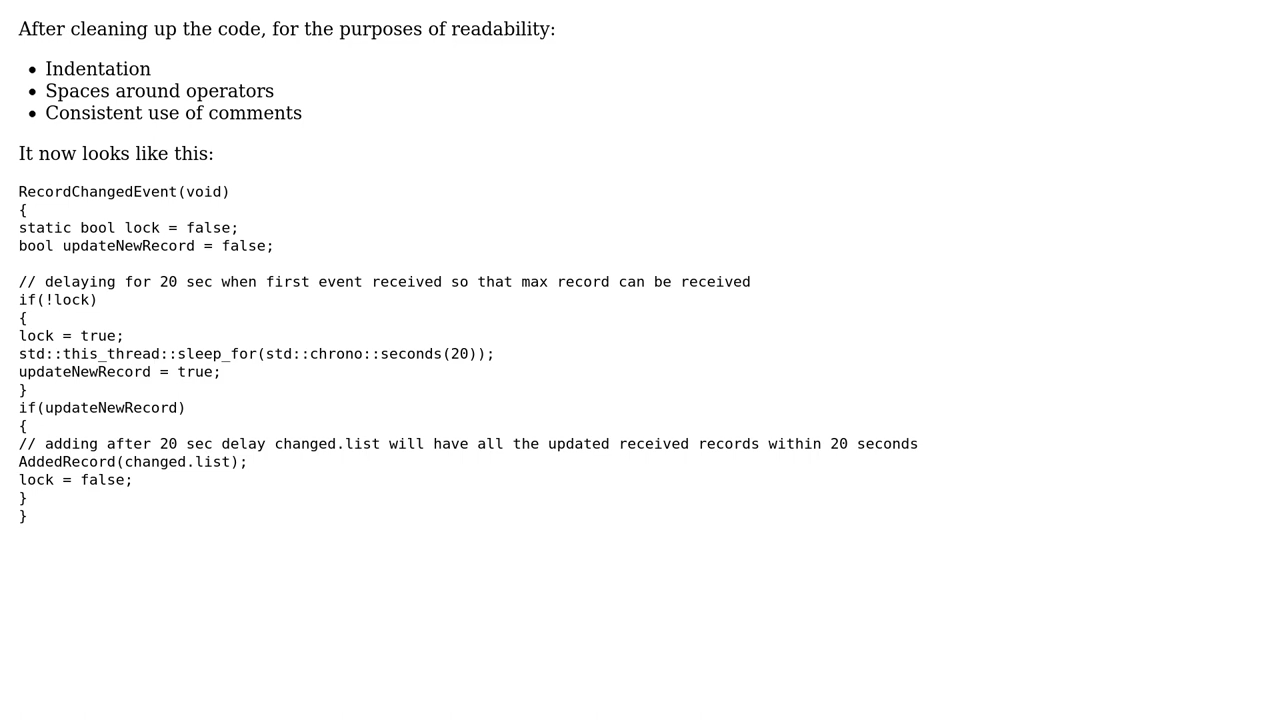 After cleaning up the code, for the purposes of readability:
• Indentation
• Spaces around operators
• Consistent use of comments
It now looks like this:
RecordChangedEvent(void)
{
static bool lock = false;
bool updateNewRecord = false;
// delaying for 20 sec when first event received so that max record can be received
if(!lock)
{
lock = true;
std::this_thread::sleep_for(std::chrono::seconds(20));
updateNewRecord = true;
}
if(updateNewRecord)
{
// adding after 20 sec delay changed.list will have all the updated received records within 20 seconds
AddedRecord(changed.list);
lock = false;
}
}